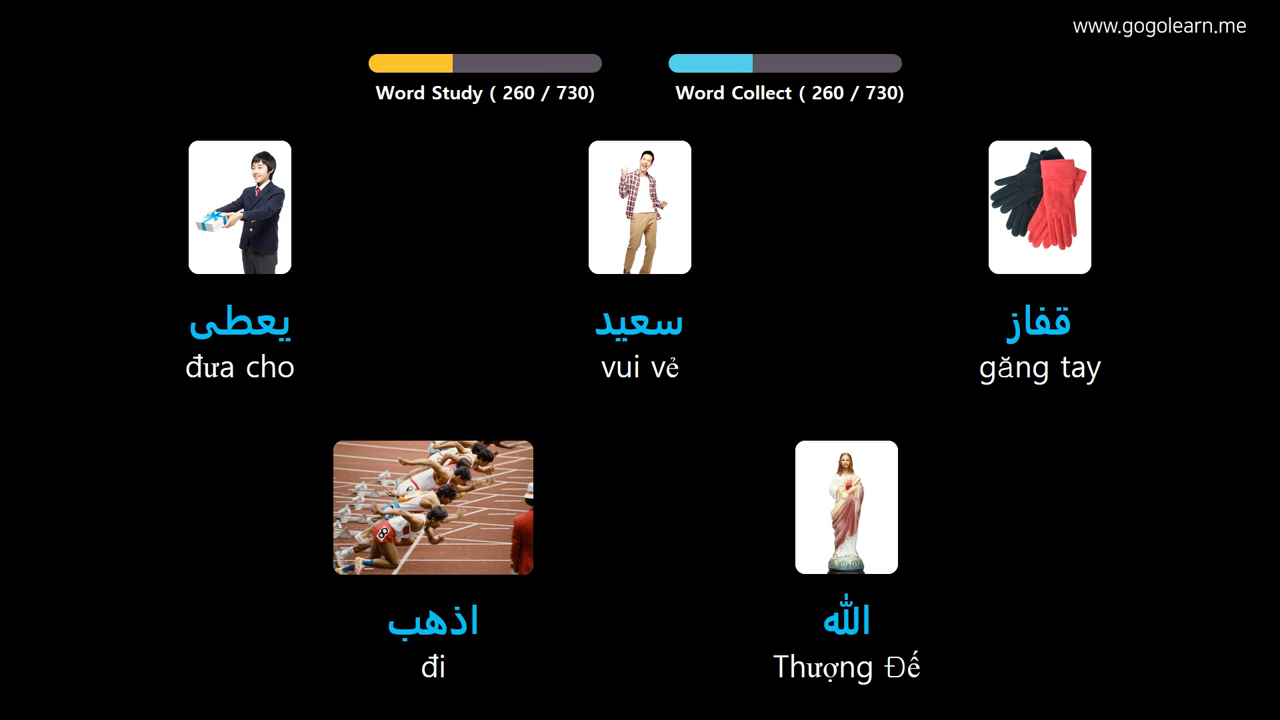 www.gogolearn.me
Word Study ( 260 / 730)
Word Collect ( 260 / 730)
يعطى
đưa cho
سعيد
vui vẻ
قفاز
găng tay
اذهب
đi
الله
Thượng Đế